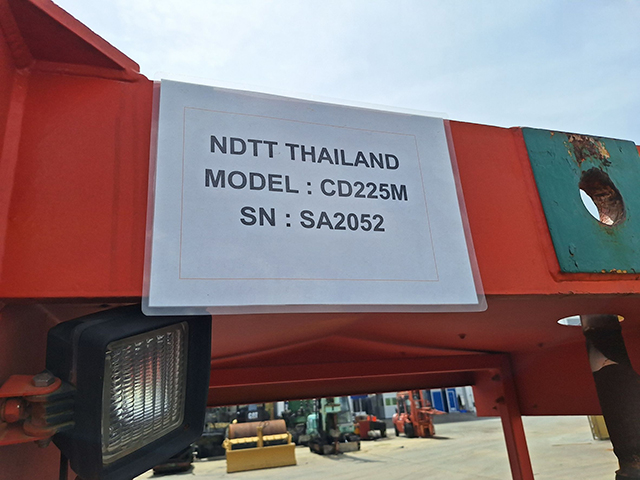 NDTT THAILAND
MODEL : CD225M
SN : SA2052